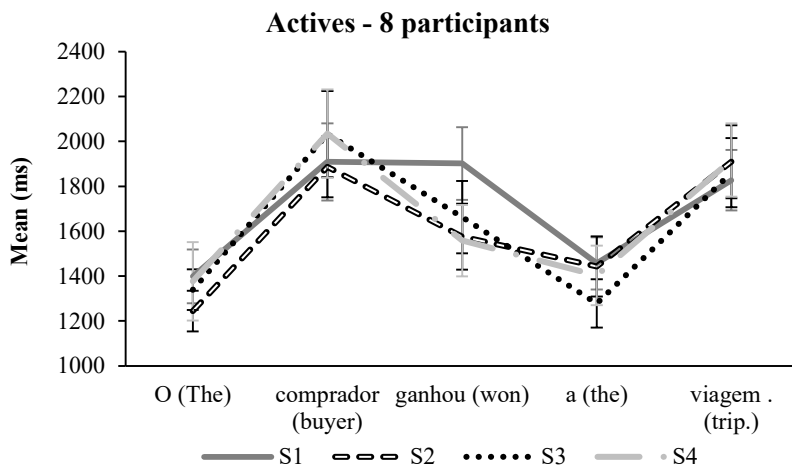 Actives - 8 participants
Mean (ms)
2400
2200
2000
1800
1600
1400
1200
1000
O (The)
comprador (buyer)
ganhou (won)
a (the)
viagem . (trip.)
S1
S2
S3
S4